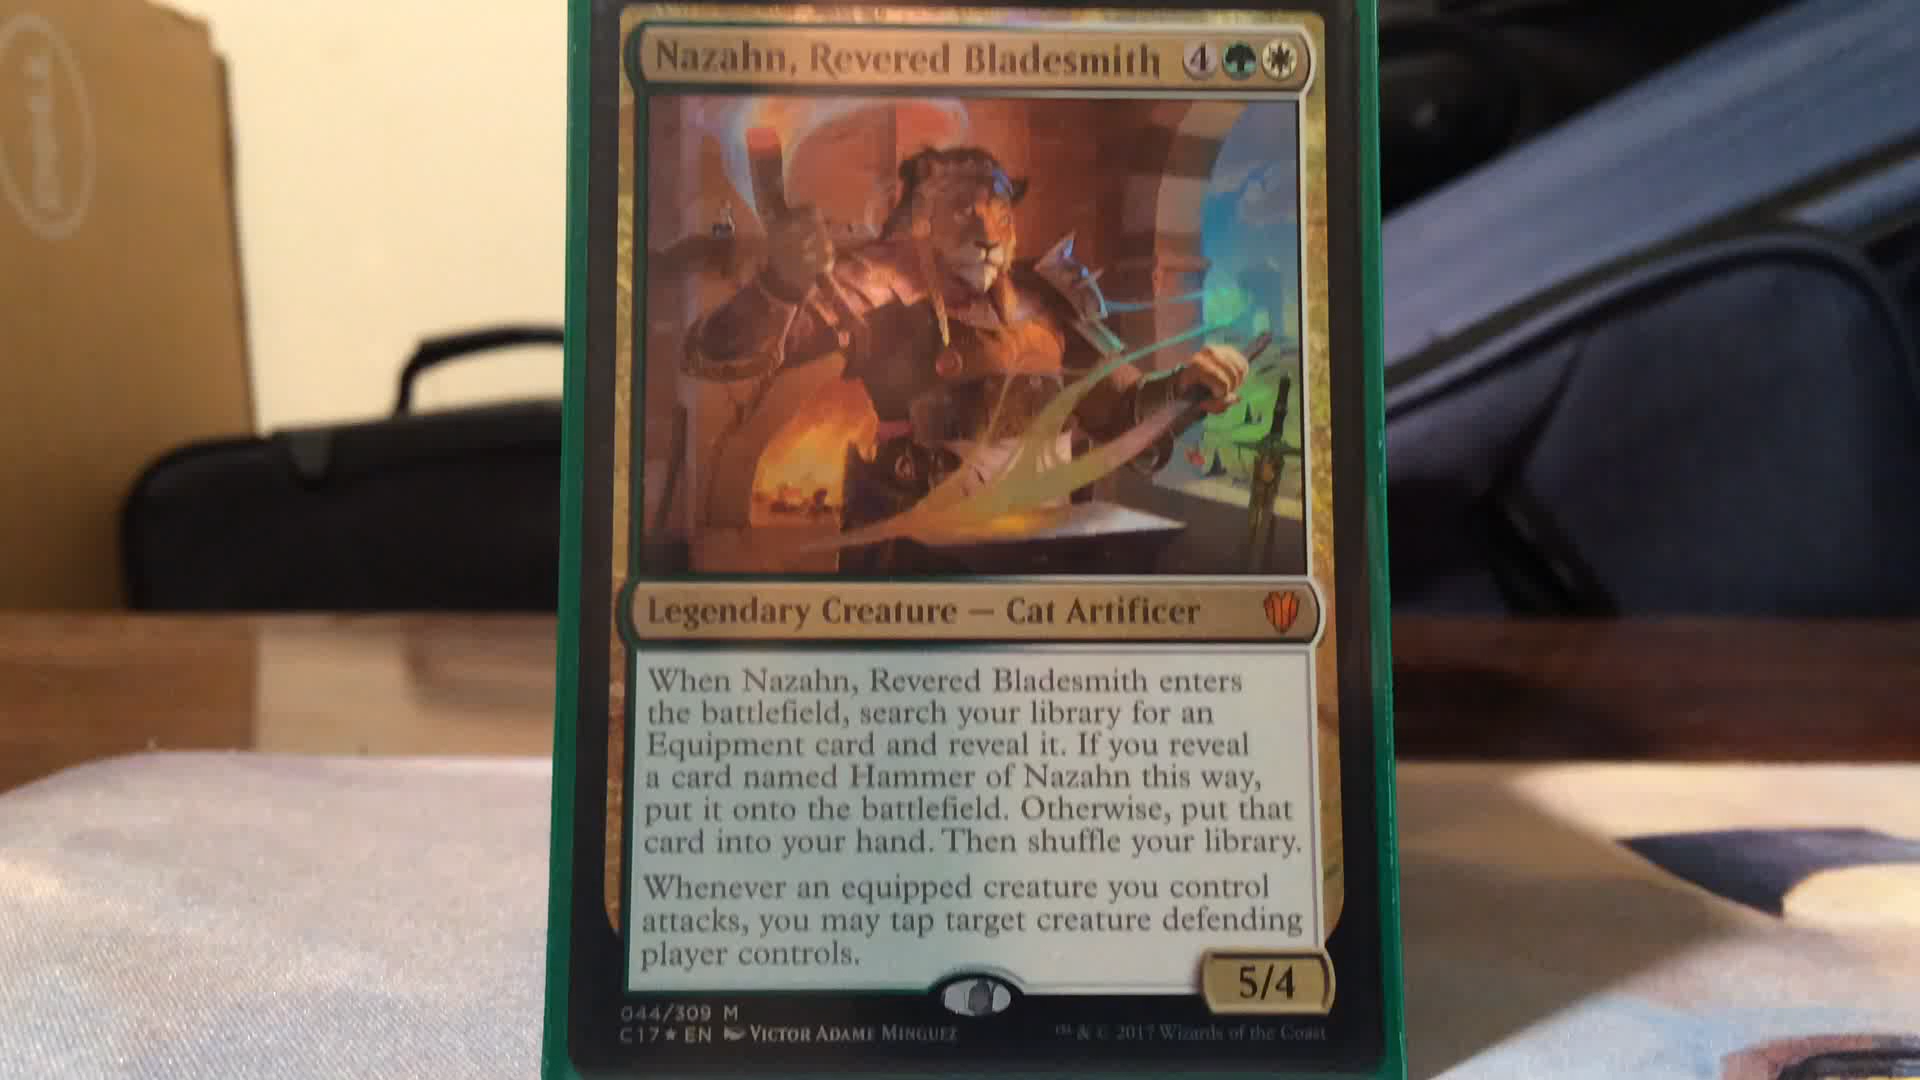 Nazahn, Revered Bladesmith 4
Legendary Creature — Cat Artificer
When Nazahn, Revered Bladesmith enters
the battlefield, search your library for an
Equipment card and reveal it. If you reveal
a card named Hammer of Nazahn this way,
put it onto the battlefield. Otherwise, put that
card into your hand. Then shuffle your library.
Whenever an equipped creature you control
attacks, you may tap target creature defending
player controls.
5/4
044/309 M
C17★EN Victor Adame Minguez
™ & © 2017 Wizards of the Coast